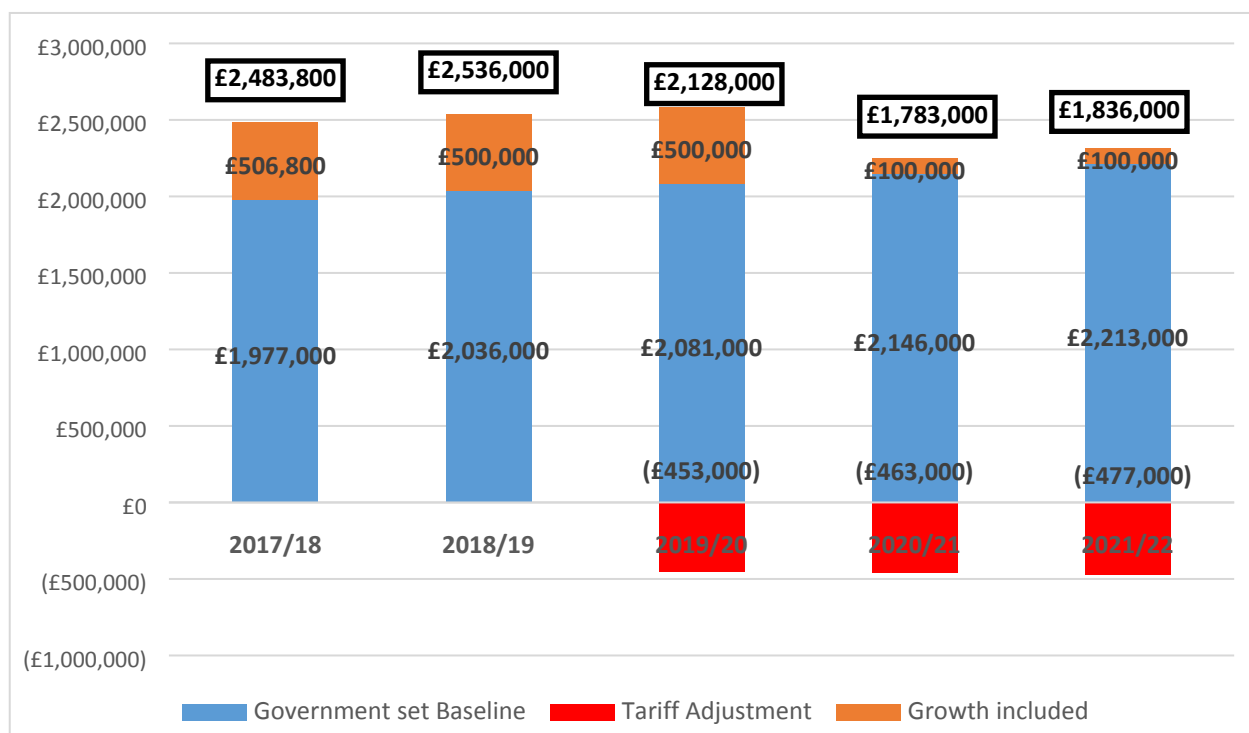 £3,000,000
£2,483,800 £2,536,000 £2,128,000 £1,783,000 £1,836,000
£2,500,000
£506,800 £500,000 £500,000 £100,000 £100,000
£2,000,000
£1,500,000
£1,000,000
£1,977,000 £2,036,000 £2,081,000 £2,146,000 £2,213,000
£500,000
(£453,000) (£463,000) (£477,000)
£0
2017/18 2018/19 2019/20 2020/21 2021/22
(£500,000)
(£1,000,000)
Government set Baseline Tariff Adjustment Growth included